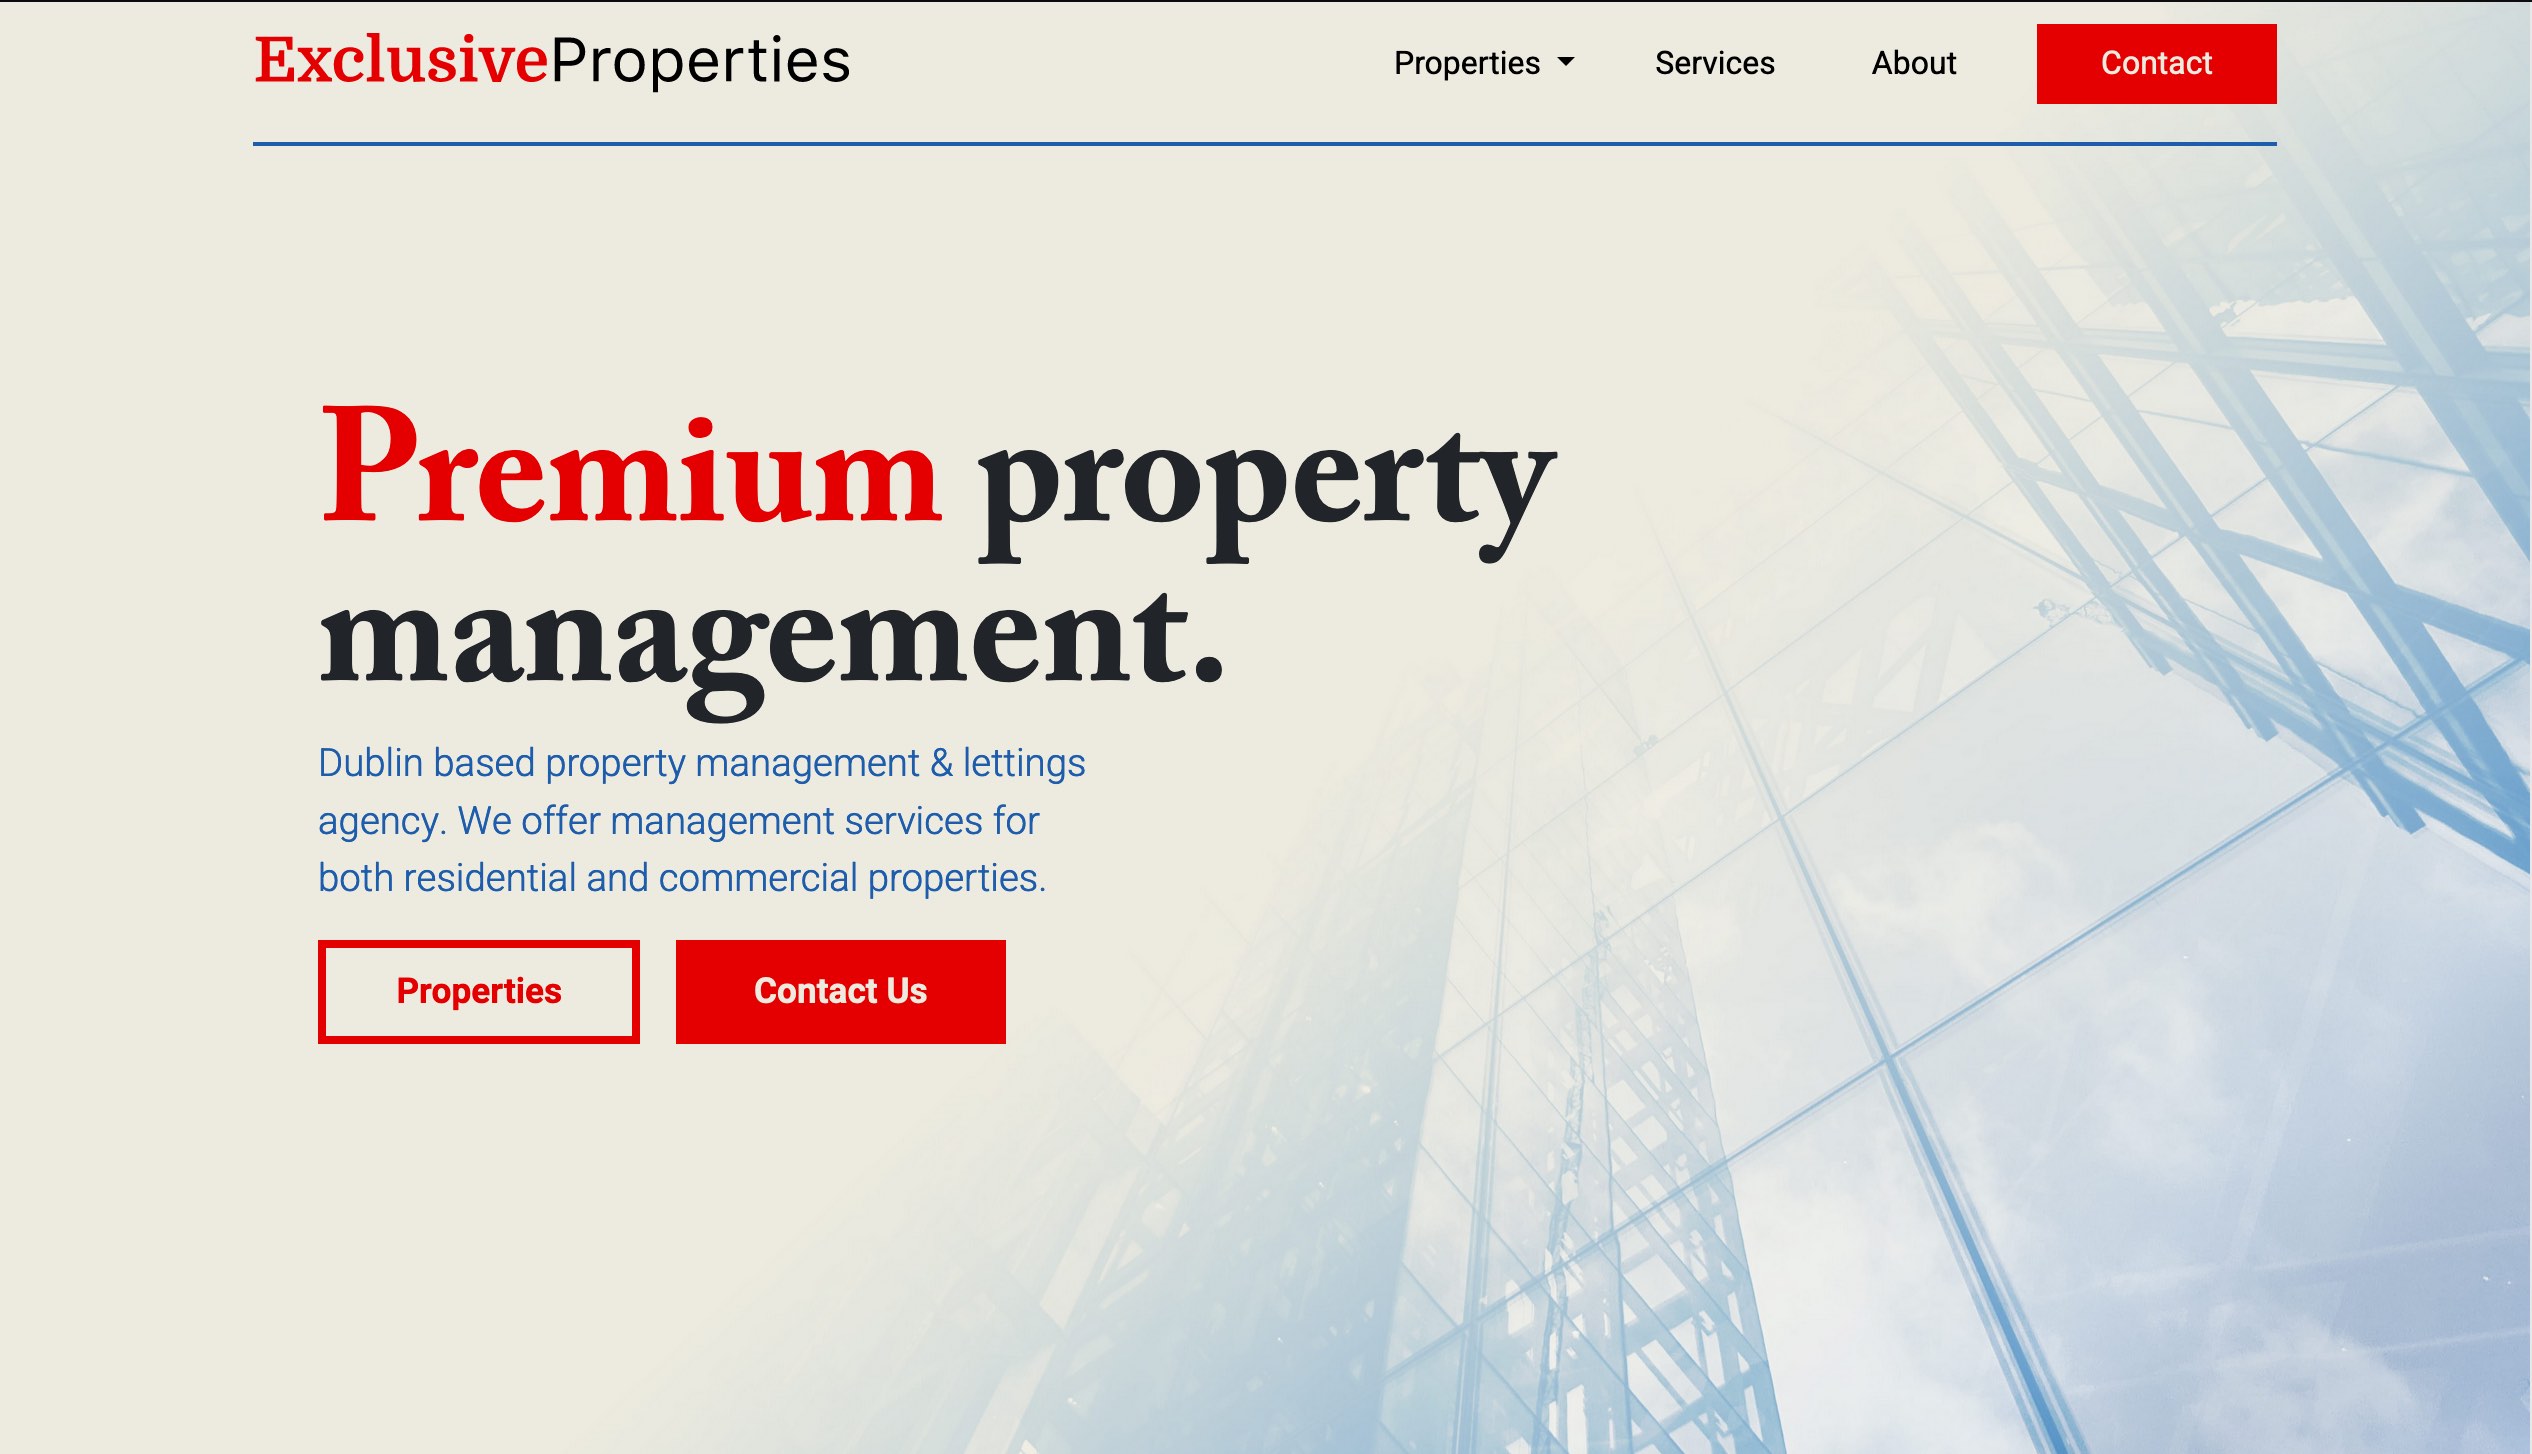 ExclusiveProperties
Properties
Services
About
Contact
Premium property
management.
Dublin based property management & lettings
agency. We offer management services for
both residential and commercial properties.
Properties
Contact Us